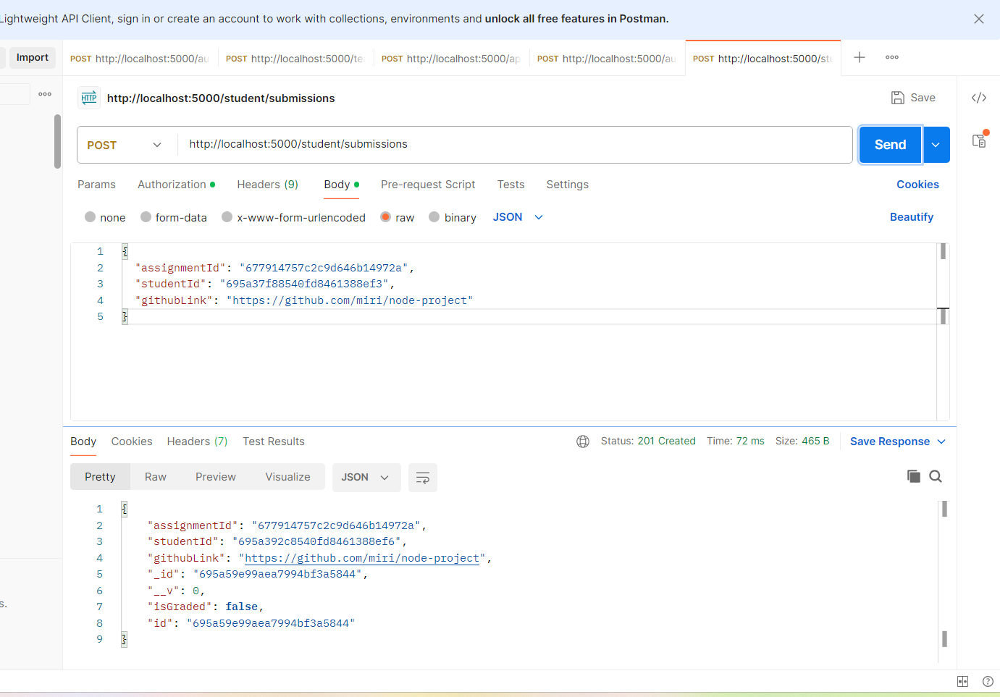 Lightweight API Client, sign in or create an account to work with collections, environments and unlock all free features in Postman.
Import
POST http://localhost:5000/au
POST http://localhost:5000/te
POST http://localhost:5000/ap
POST http://localhost:5000/au
POST http://localhost:5000/stu
HTTP http://localhost:5000/student/submissions
Save
POST http://localhost:5000/student/submissions Send
Params Authorization Headers (9) Body Pre-request Script Tests Settings Cookies
none form-data x-www-form-urlencoded raw binary JSON Beautify
1 {
2 "assignmentId": "677914757c2c9d646b14972a",
3 "studentId": "695a37f88540fd8461388ef3",
4 "githubLink": "https://github.com/miri/node-project"
5 }
Body Cookies Headers (7) Test Results Status: 201 Created Time: 72 ms Size: 465 B Save Response
Pretty Raw Preview Visualize JSON
1 {
2 "assignmentId": "677914757c2c9d646b14972a",
3 "studentId": "695a392c8540fd8461388ef6",
4 "githubLink": "https://github.com/miri/node-project",
5 "_id": "695a59e99aea7994bf3a5844",
6 "__v": 0,
7 "isGraded": false,
8 "id": "695a59e99aea7994bf3a5844"
9 }
s.